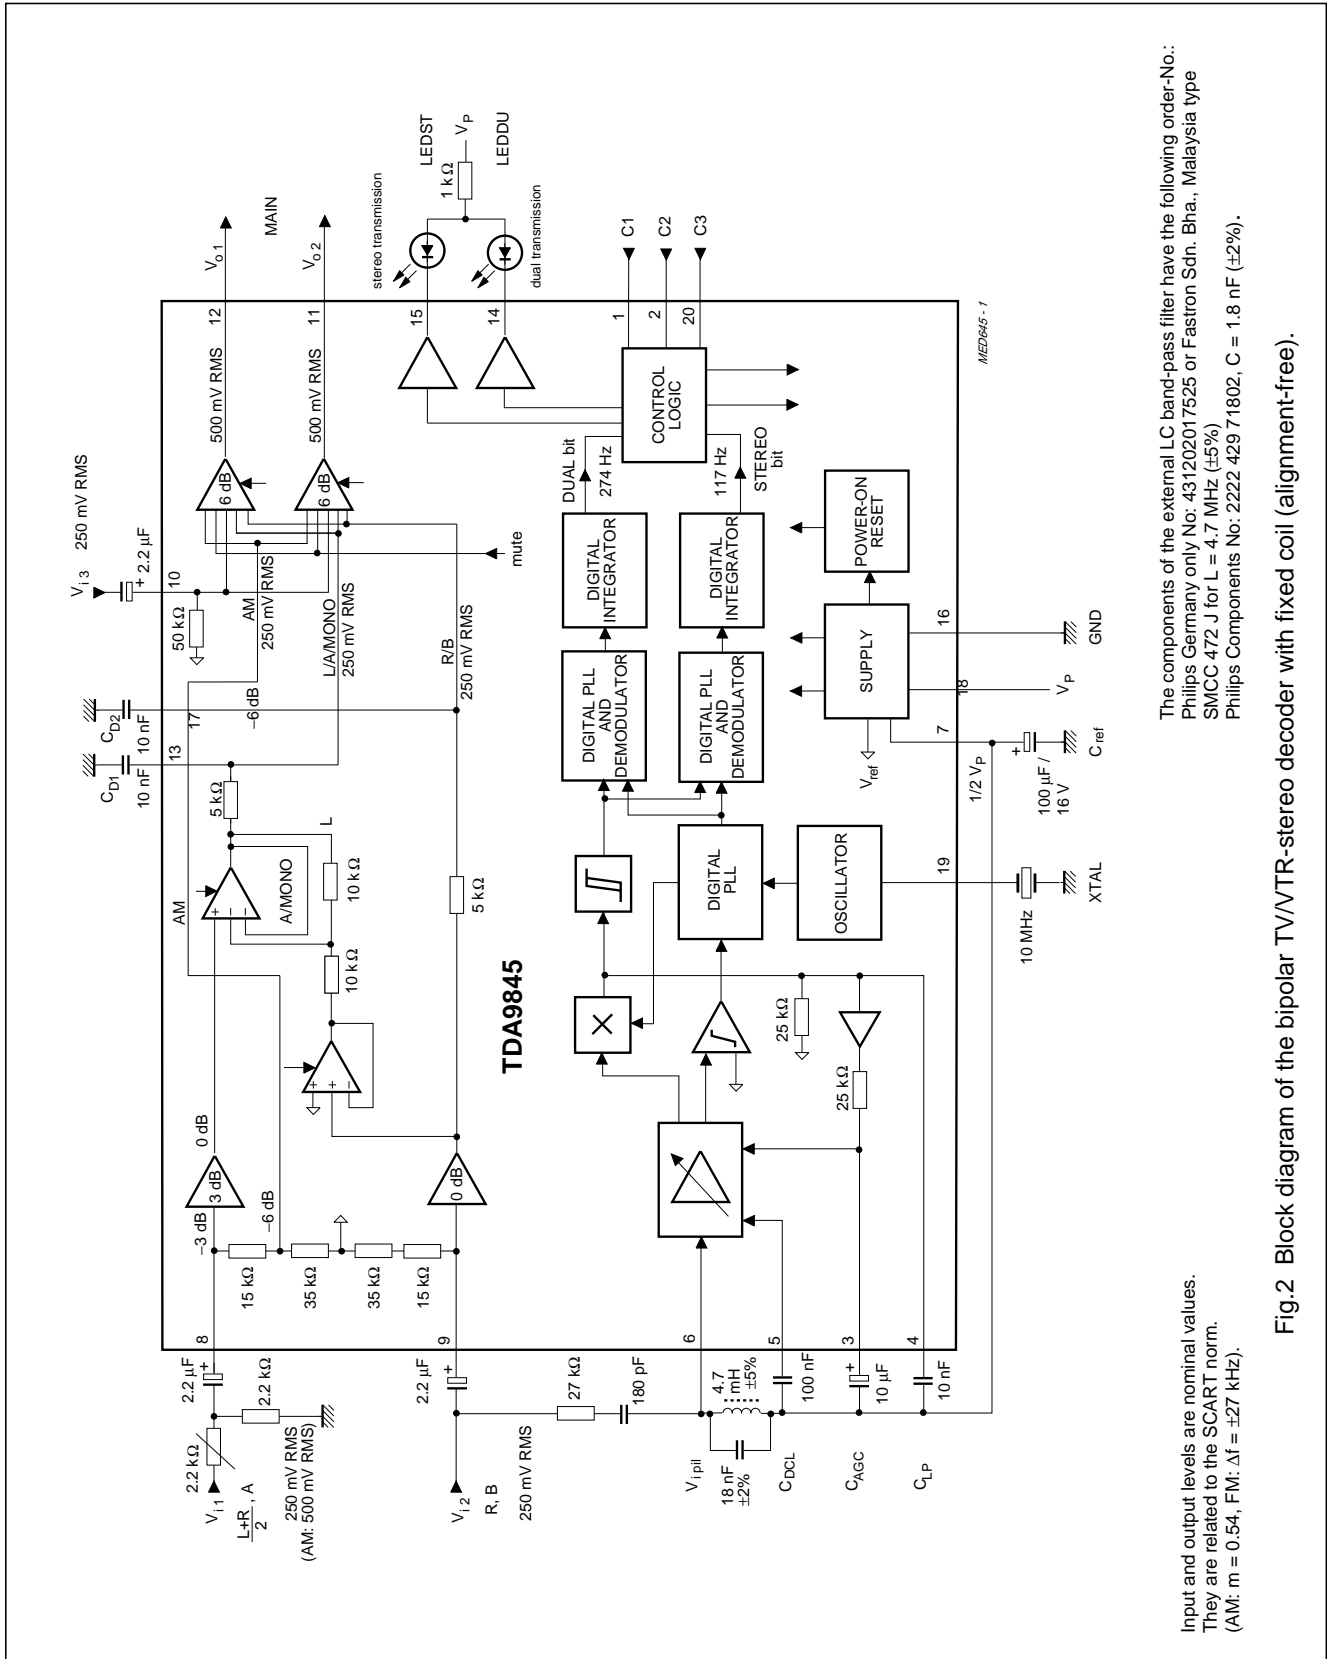 TDA9845
V i 1
L+R
2
, A
250 mV RMS
(AM: 500 mV RMS)
2.2 kΩ
2.2 kΩ
2.2 µF
+
8
−3 dB
3 dB
0 dB
15 kΩ
−6 dB
35 kΩ
35 kΩ
15 kΩ
V i 2
R, B
250 mV RMS
2.2 µF
+
9
0 dB
+
+
−
10 kΩ
10 kΩ
L
AM
+
−
−
A/MONO
5 kΩ
5 kΩ
CD1
10 nF
13
CD2
10 nF
17
−6 dB
V i 3
250 mV RMS
+
2.2 µF
10
50 kΩ
AM
250 mV RMS
L/A/MONO
250 mV RMS
R/B
250 mV RMS
mute
6 dB
6 dB
500 mV RMS
500 mV RMS
12
11
Vo 1
MAIN
Vo 2
stereo transmission
LEDST
1 kΩ
VP
LEDDU
dual transmission
15
14
1
2
20
C1
C2
C3
CONTROL
LOGIC
DUAL bit
274 Hz
117 Hz
STEREO
bit
DIGITAL
INTEGRATOR
DIGITAL
INTEGRATOR
DIGITAL PLL
AND
DEMODULATOR
DIGITAL PLL
AND
DEMODULATOR
DIGITAL
PLL
OSCILLATOR
SUPPLY
POWER-ON
RESET
Vref
27 kΩ
180 pF
V i pil
6
18 nF
±2%
4.7
mH
±5%
CDCL
5
100 nF
CAGC
3
+
10 µF
CLP
4
10 nF
25 kΩ
25 kΩ
19
10 MHz
XTAL
7
1/2 VP
+
100 µF /
16 V
Cref
18
VP
16
GND
MED645 - 1
Input and output levels are nominal values.
They are related to the SCART norm.
(AM: m = 0.54, FM: Δf = ±27 kHz).
The components of the external LC band-pass filter have the following order-No.:
Philips Germany only No: 431202017525 or Fastron Sdn. Bha., Malaysia type
SMCC 472 J for L = 4.7 MHz (±5%)
Philips Components No: 2222 429 71802, C = 1.8 nF (±2%).
Fig.2 Block diagram of the bipolar TV/VTR-stereo decoder with fixed coil (alignment-free).